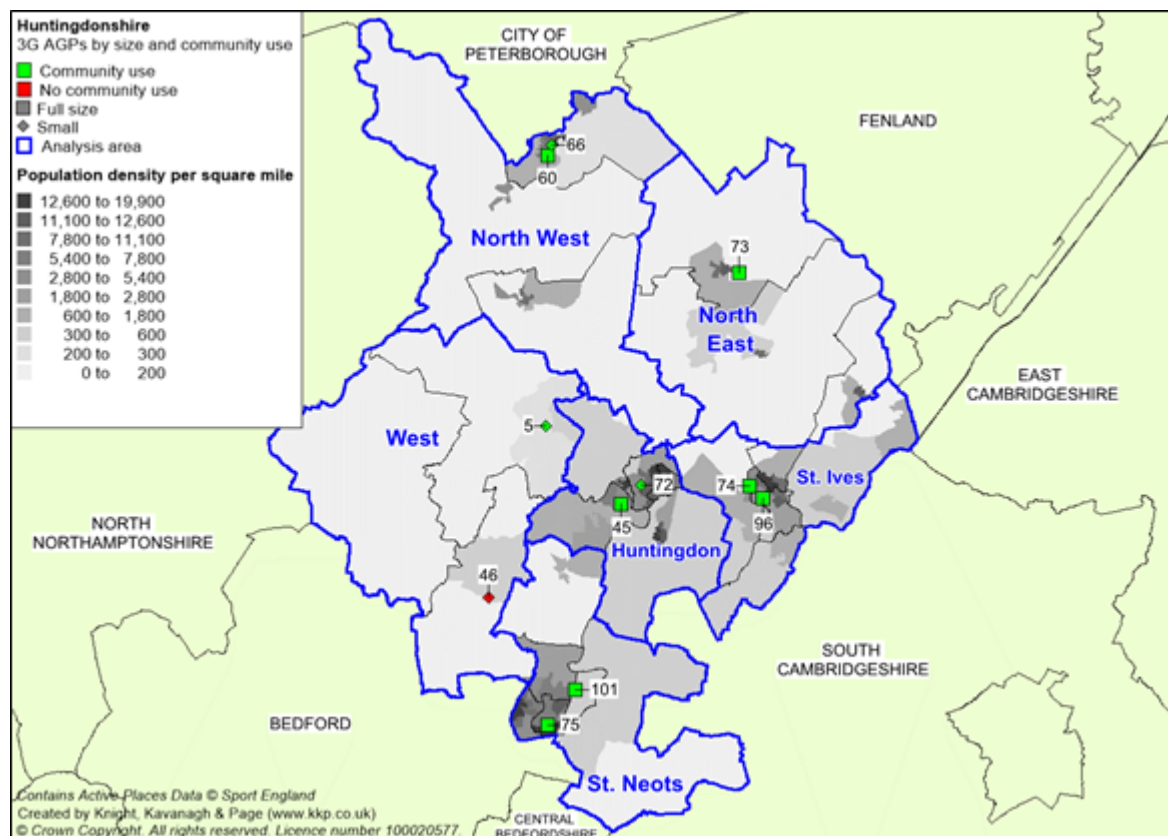 Huntingdonshire
3G AGPs by size and community use
Community use
No community use
Full size
Small
Analysis area
Population density per square mile
12,600 to 19,900
11,100 to 12,600
7,800 to 11,100
5,400 to 7,800
2,800 to 5,400
1,800 to 2,800
600 to 1,800
300 to 600
200 to 300
0 to 200
CITY OF
PETERBOROUGH
FENLAND
66
60
North West
73
North
East
EAST
CAMBRIDGESHIRE
5
West
72
74
St. Ives
45
96
NORTH
NORTHAMPTONSHIRE
Huntingdon
46
SOUTH
CAMBRIDGESHIRE
101
BEDFORD
75
St. Neots
Contains Active Places Data © Sport England
Created by Knight, Kavanagh & Page (www.kkp.co.uk)
© Crown Copyright. All rights reserved. Licence number 100020577.
CENTRAL
BEDFORDSHIRE